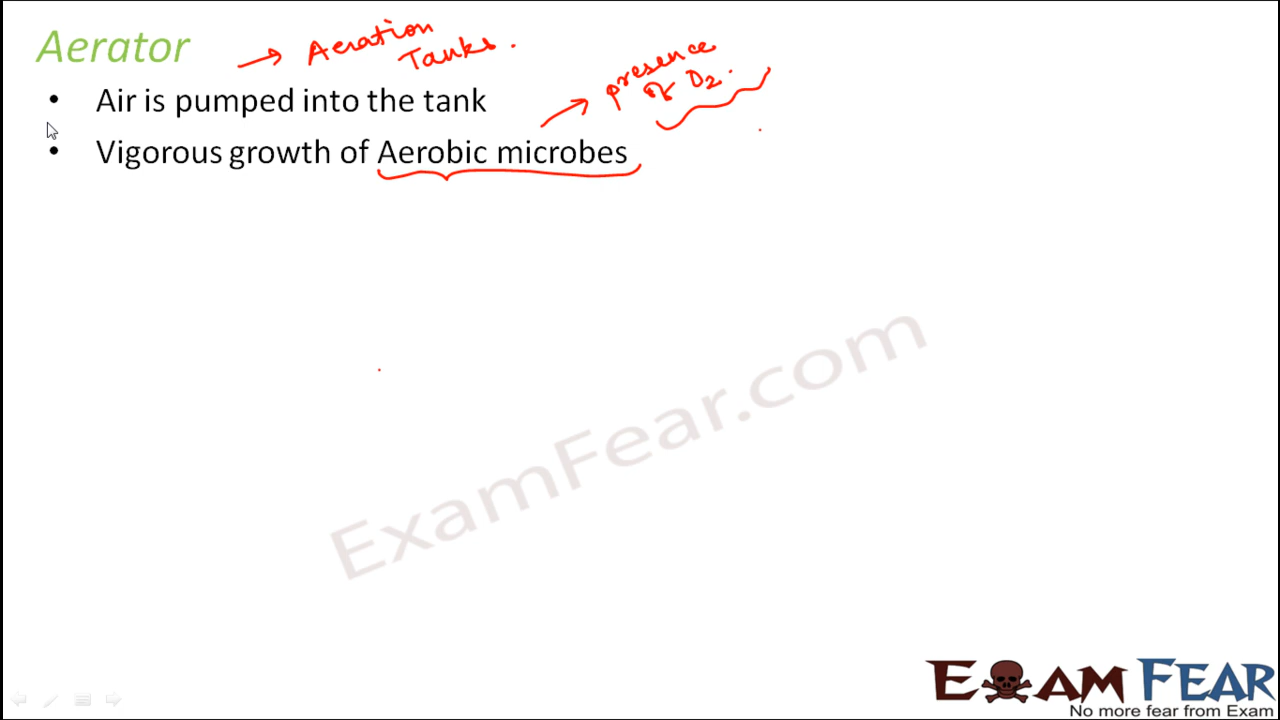 Aerator
→ Aeration
Tanks.
• Air is pumped into the tank
→ presence
of O2.
• Vigorous growth of Aerobic microbes
ExamFear.com
EXAM FEAR
No more fear from Exam